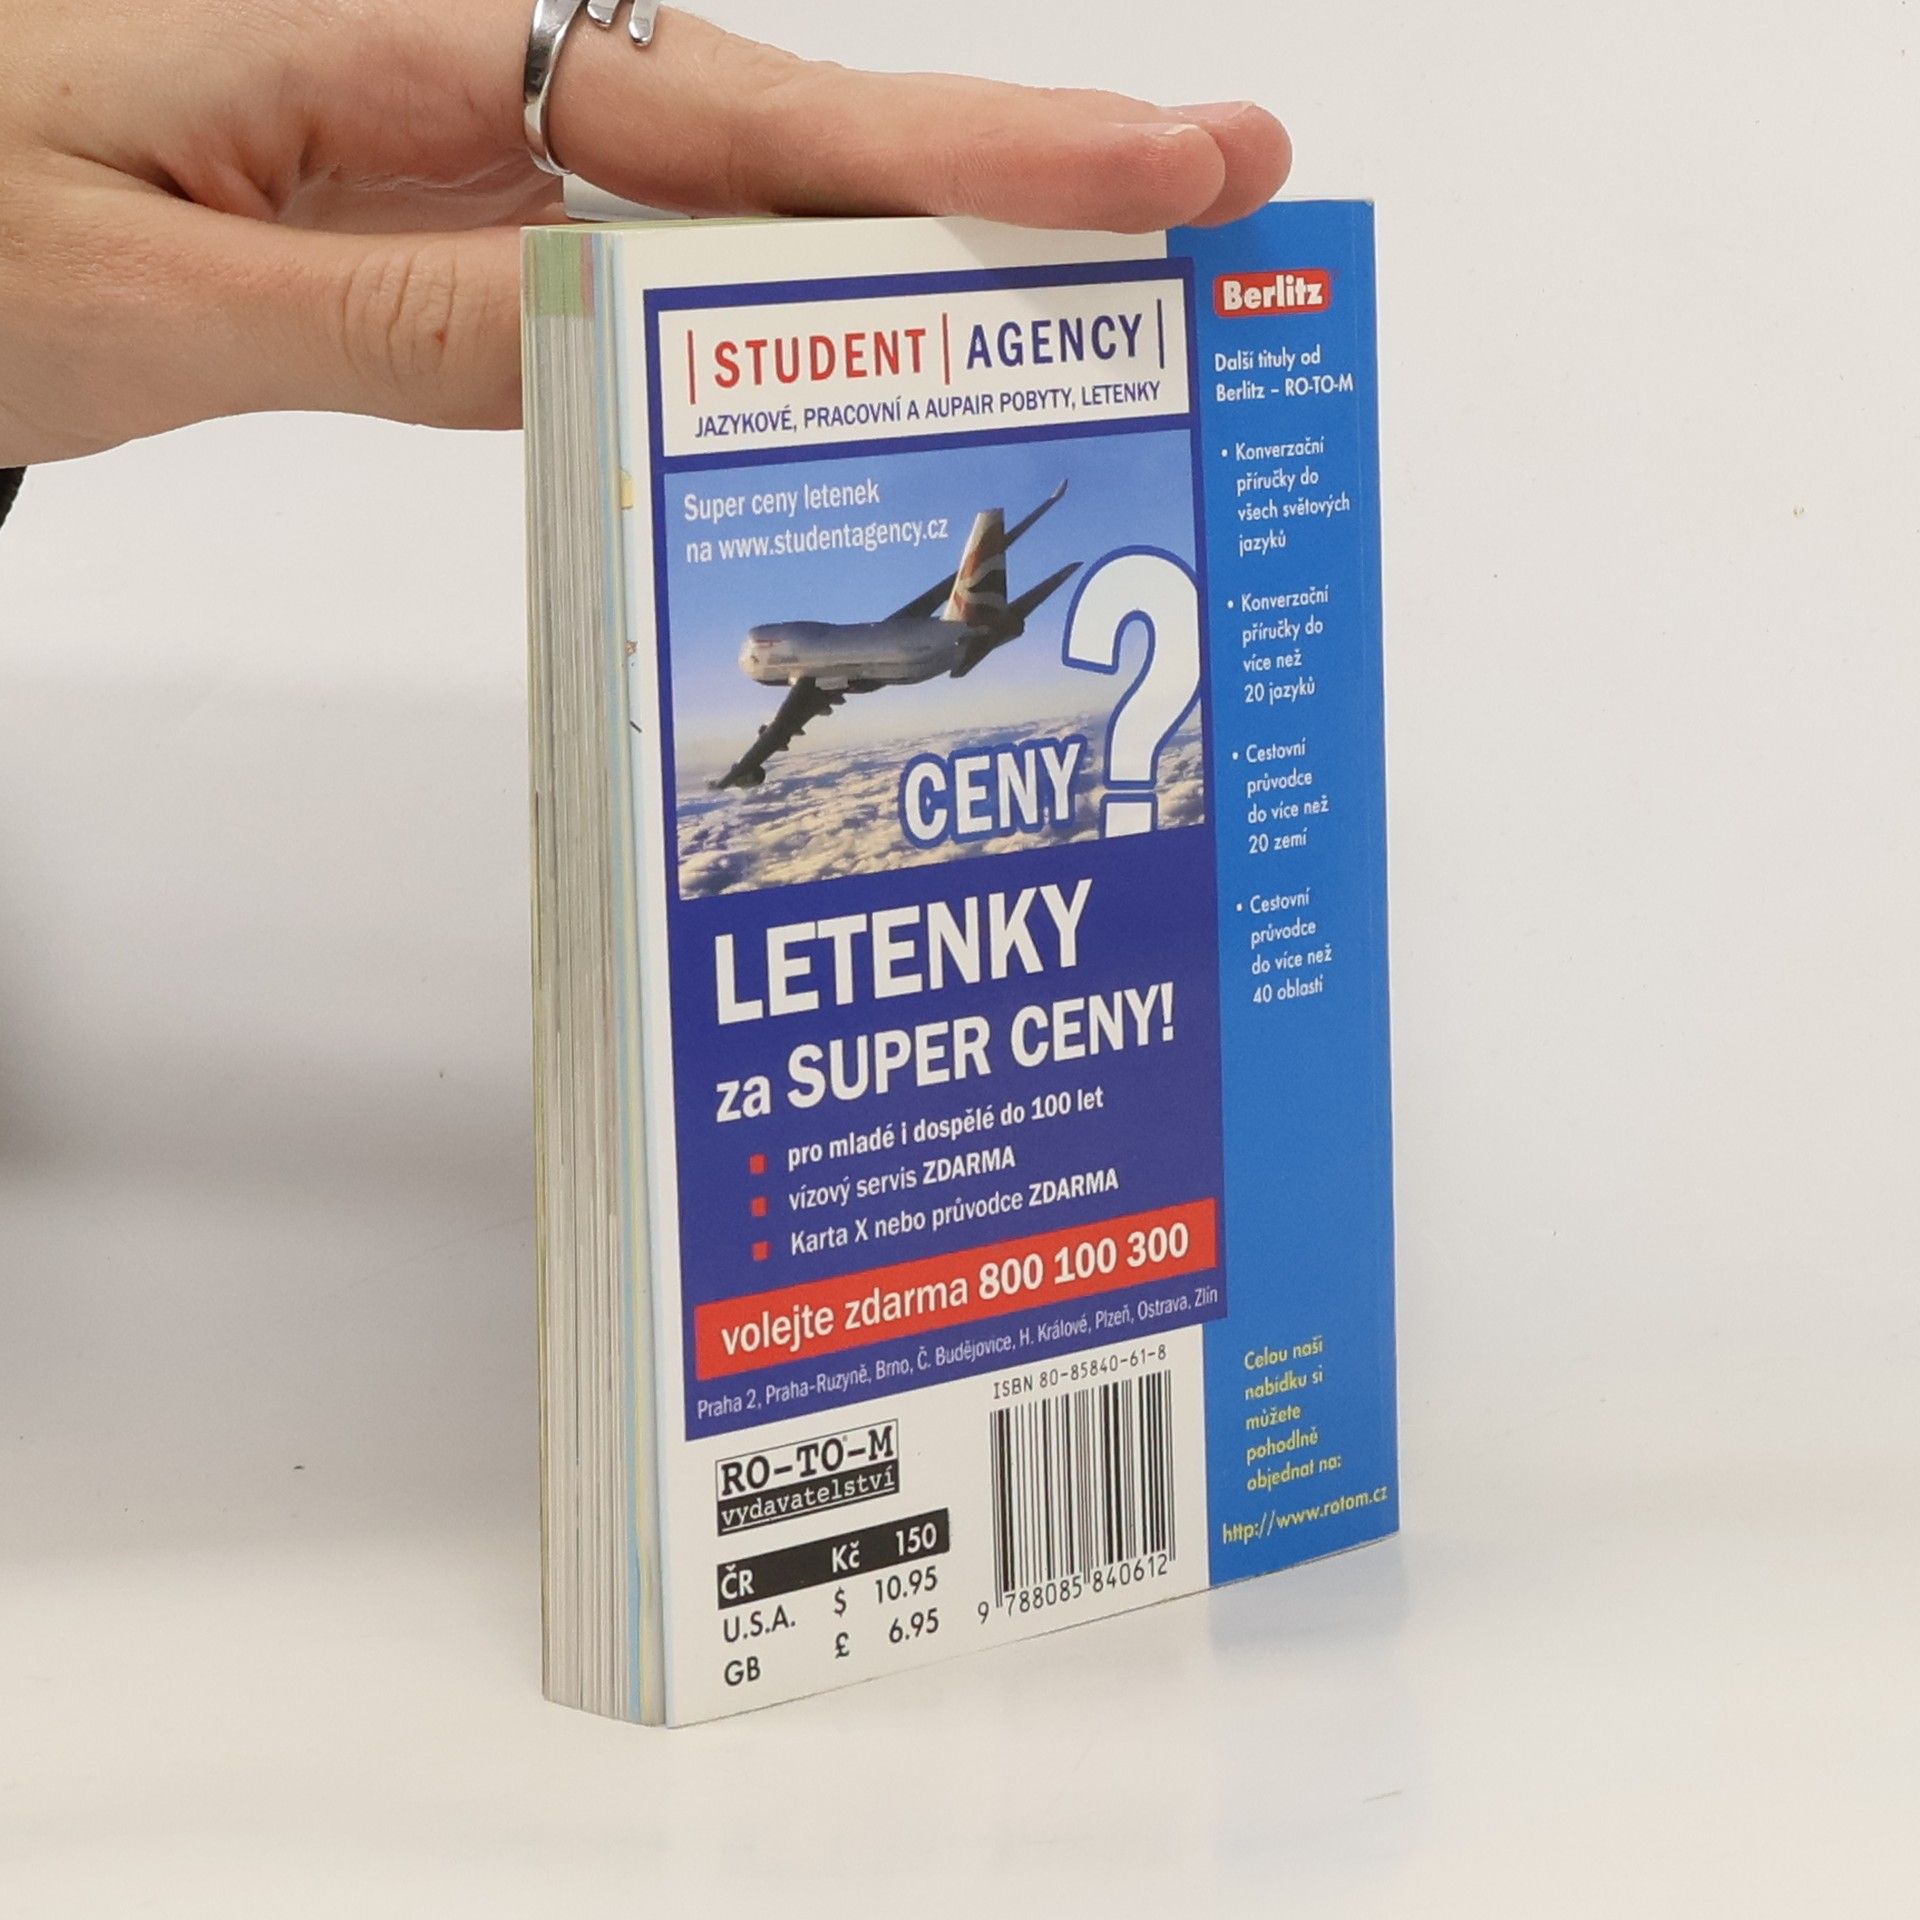 |STUDENT|AGENCY|
JAZYKOVÉ, PRACOVNÍ A AUPAIR POBYTY, LETENKY
Super ceny letenek
na www.studentagency.cz
CENY?
LETENKY
za SUPER CENY!
pro mladé i dospělé do 100 let
vízový servis ZDARMA
Karta X nebo průvodce ZDARMA
volejte zdarma 800 100 300
Praha 2, Praha-Ruzyně, Brno, Č. Budějovice, H. Králové, Plzeň, Ostrava, Zlín
RO-TO-M
vydavatelství
ČR Kč 150
U.S.A. $ 10.95
GB £ 6.95
ISBN 80-85840-61-8
9 788085 840612
Berlitz
Další tituly od
Berlitz – RO-TO-M
• Konverzační
příručky do
všech světových
jazyků
• Konverzační
příručky do
více než
20 jazyků
• Cestovní
průvodce
do více než
20 zemí
• Cestovní
průvodce
do více než
40 oblastí
Celou naši
nabídku si
můžete
pohodlně
objednat na:
http://www.rotom.cz